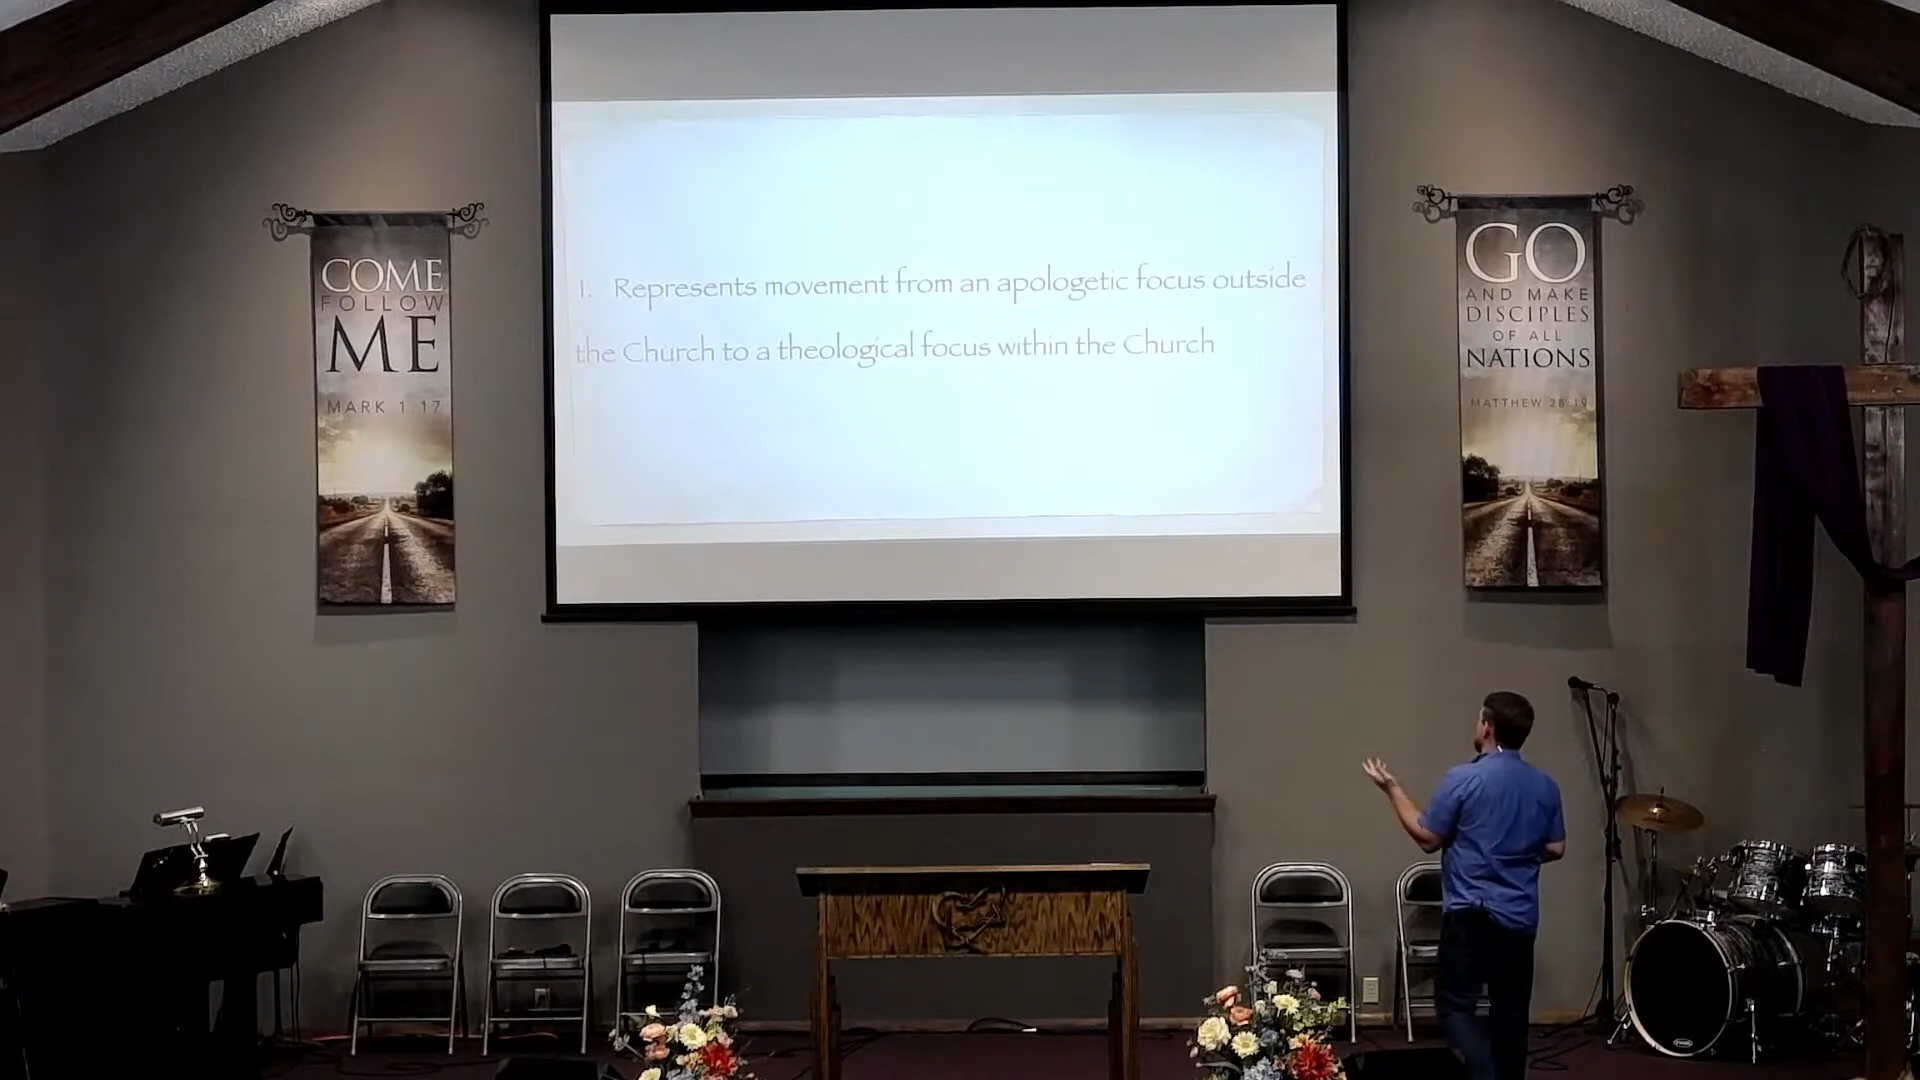 1. Represents movement from an apologetic focus outside
the Church to a theological focus within the Church
COME
FOLLOW
ME
MARK 1:17
GO
AND MAKE
DISCIPLES
OF ALL
NATIONS
MATTHEW 28:19